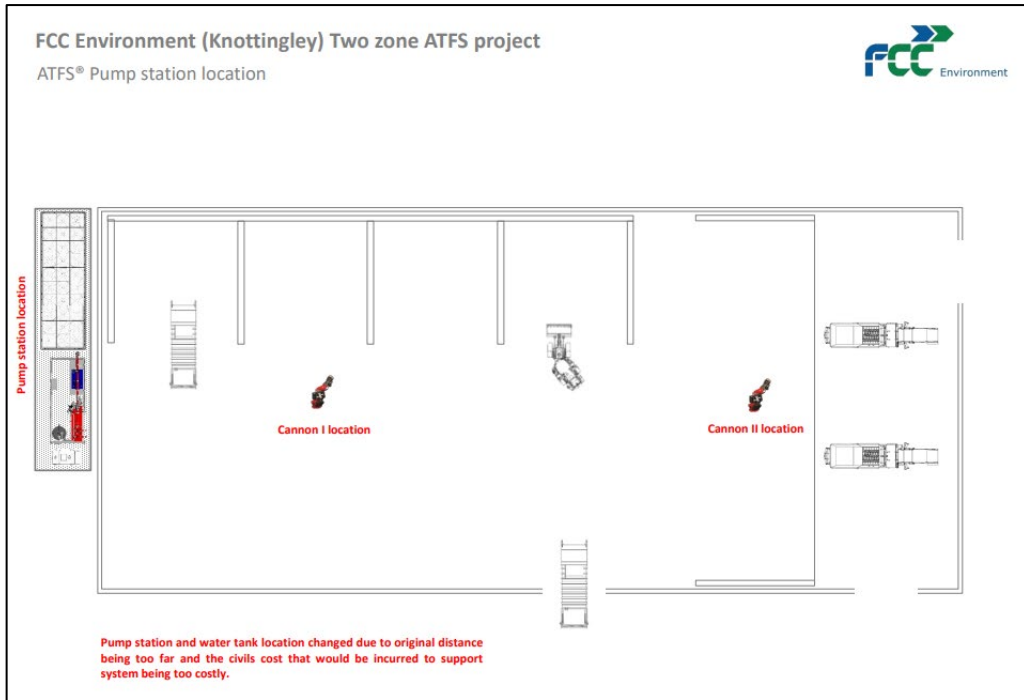 FCC Environment (Knottingley) Two zone ATFS project
ATFS® Pump station location
FCC
Environment
Pump station location
Cannon I location
Cannon II location
Pump station and water tank location changed due to original distance
being too far and the civils cost that would be incurred to support
system being too costly.